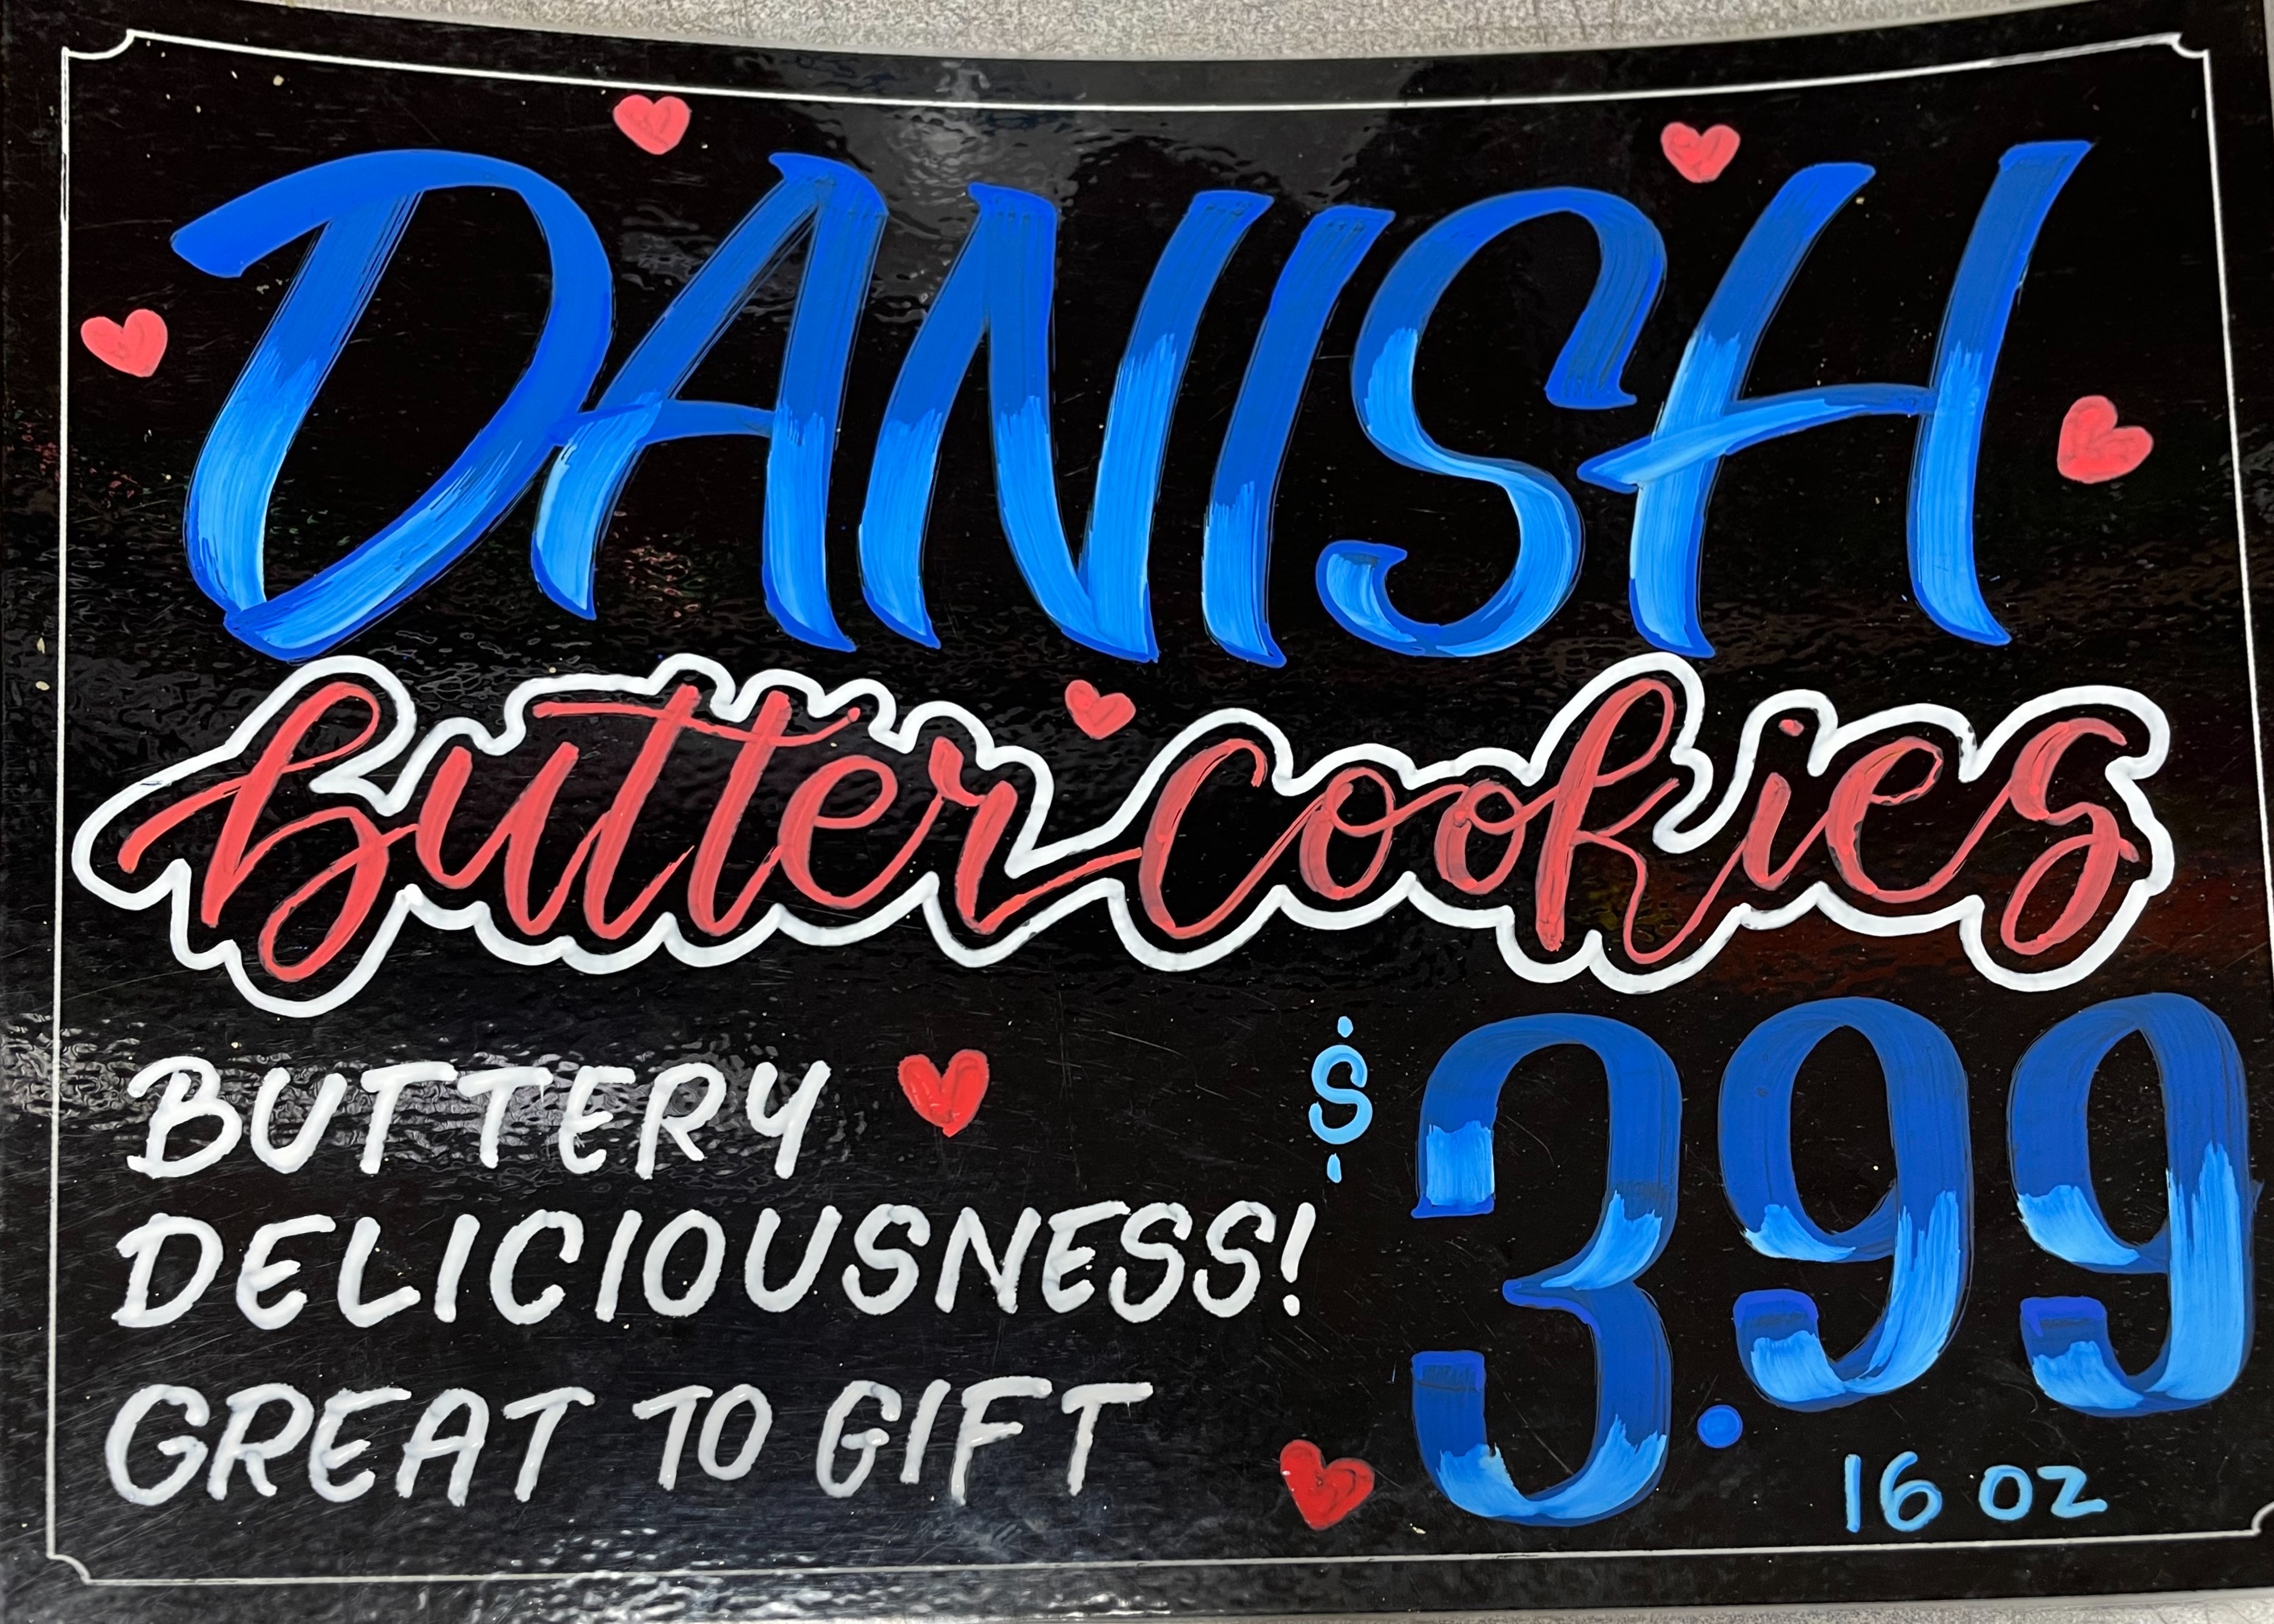 DANISH
butter cookies
BUTTERY
DELICIOUSNESS!
GREAT TO GIFT
$3.99
16 oz